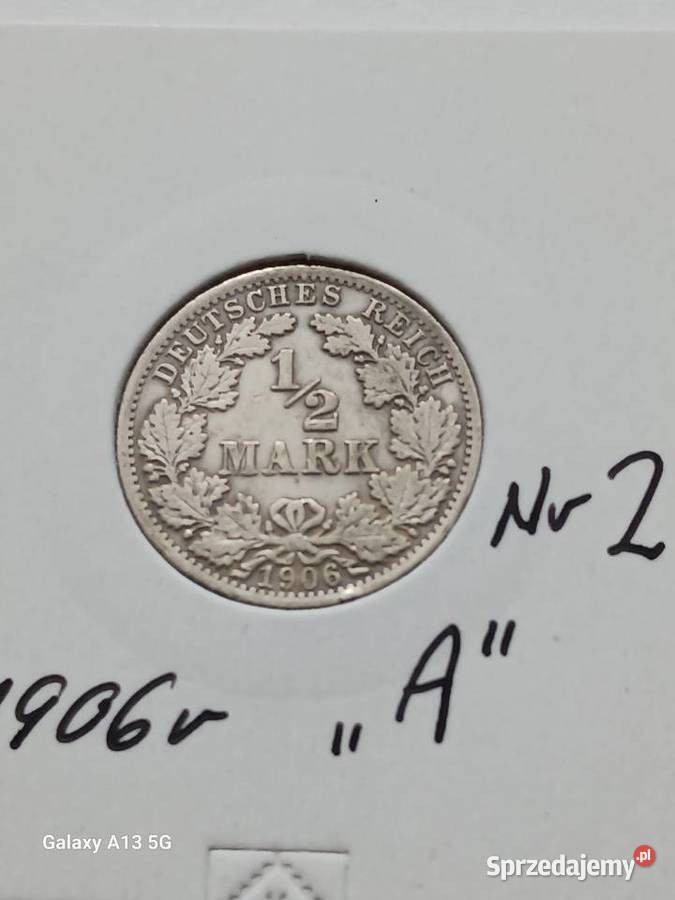 DEUTSCHES REICH
1/2
MARK
1906
Nr 2
1906r „A”
Galaxy A13 5G
Sprzedajemy.pl